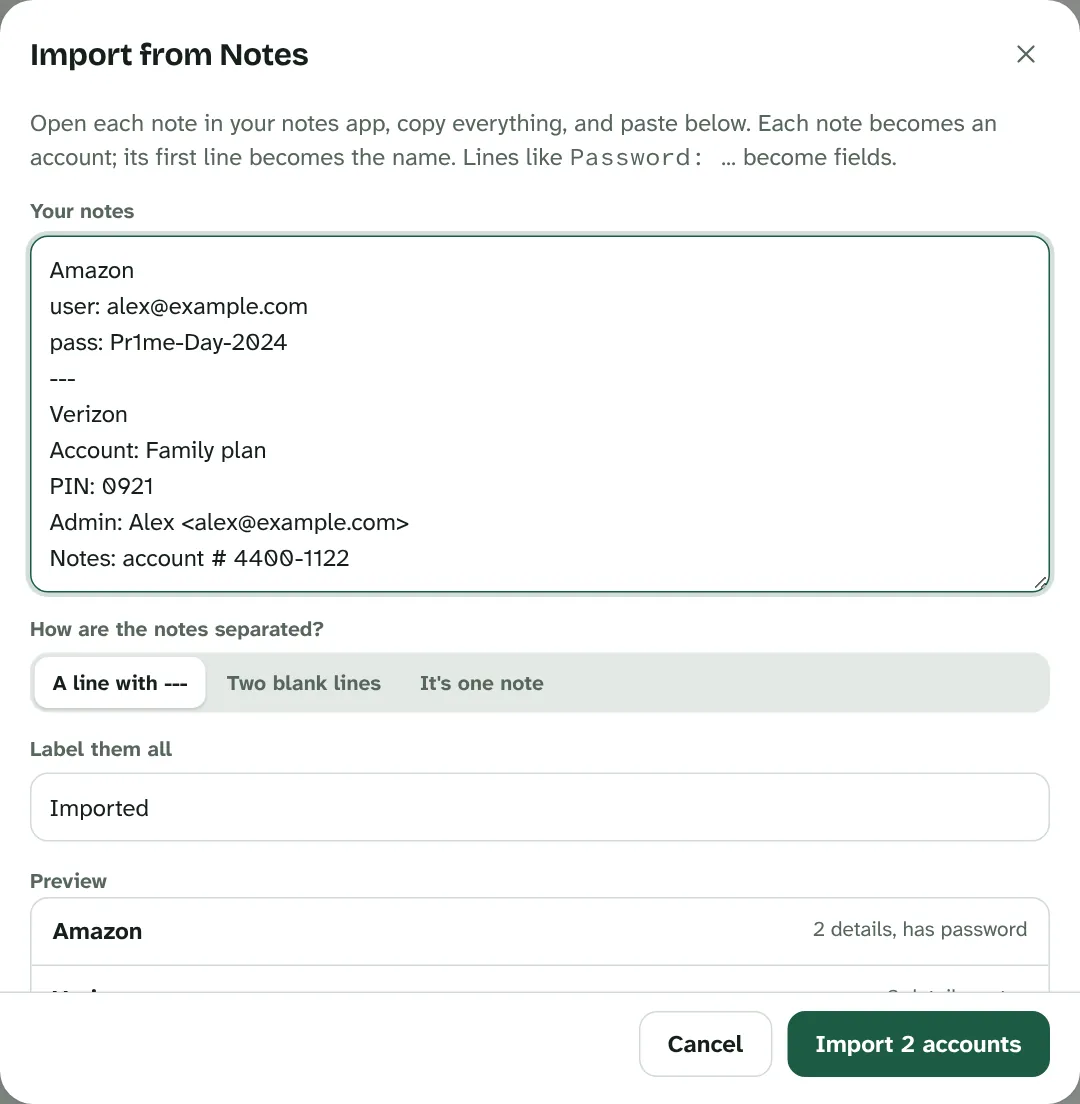 Import from Notes
Open each note in your notes app, copy everything, and paste below. Each note becomes an
account; its first line becomes the name. Lines like Password: … become fields.
Your notes
Amazon
user: alex@example.com
pass: Pr1me-Day-2024
---
Verizon
Account: Family plan
PIN: 0921
Admin: Alex <alex@example.com>
Notes: account # 4400-1122
How are the notes separated?
A line with ---
Two blank lines
It's one note
Label them all
Imported
Preview
Amazon
2 details, has password
Cancel
Import 2 accounts